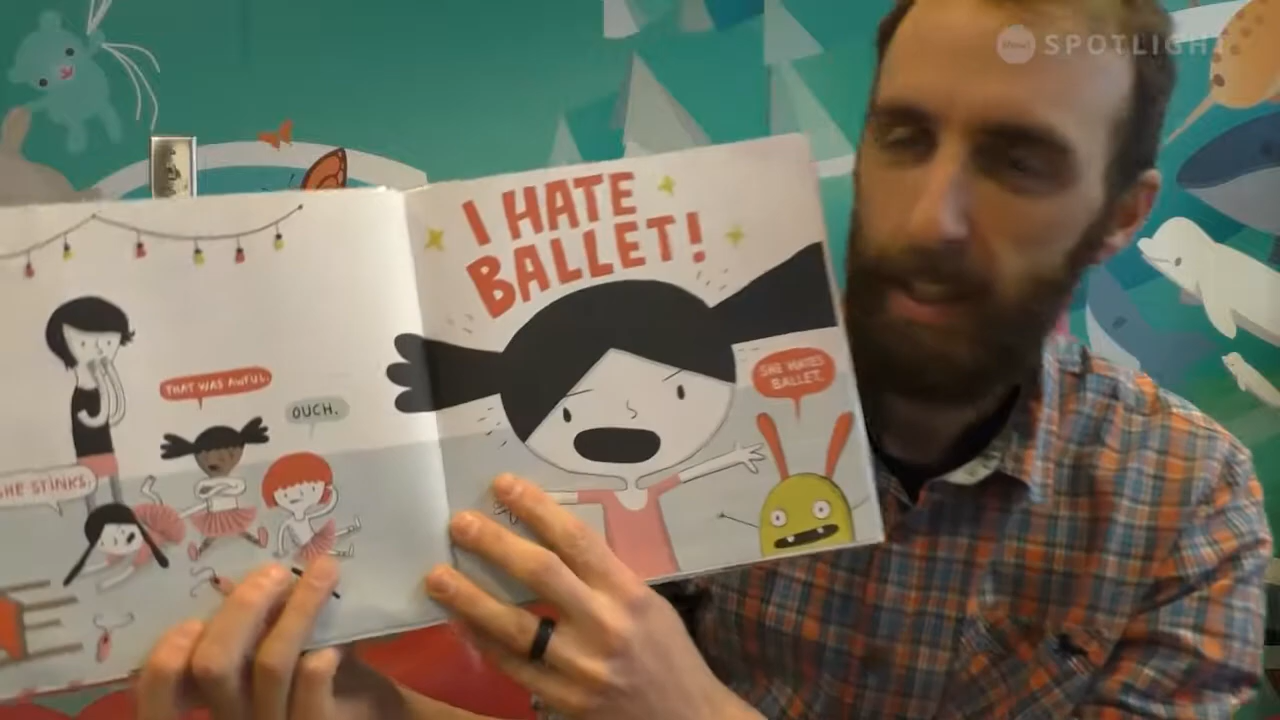 SPOTLIGHT
I HATE
BALLET!
THAT WAS AWFUL.
OUCH.
SHE HATES
BALLET.
SHE STINKS.